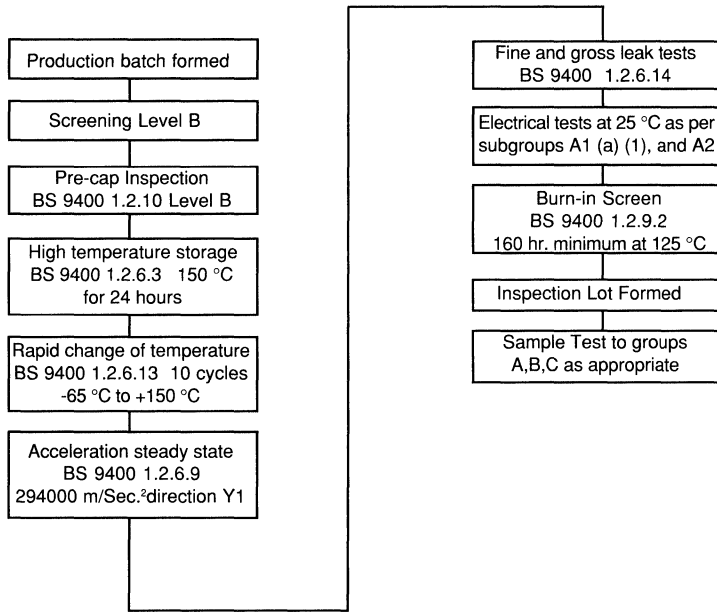 Production batch formed
Screening Level B
Pre-cap Inspection
BS 9400 1.2.10 Level B
High temperature storage
BS 9400 1.2.6.3 150 °C
for 24 hours
Rapid change of temperature
BS 9400 1.2.6.13 10 cycles
-65 °C to +150 °C
Acceleration steady state
BS 9400 1.2.6.9
294000 m/Sec.² direction Y1
Fine and gross leak tests
BS 9400 1.2.6.14
Electrical tests at 25 °C as per
subgroups A1 (a) (1), and A2
Burn-in Screen
BS 9400 1.2.9.2
160 hr. minimum at 125 °C
Inspection Lot Formed
Sample Test to groups
A,B,C as appropriate